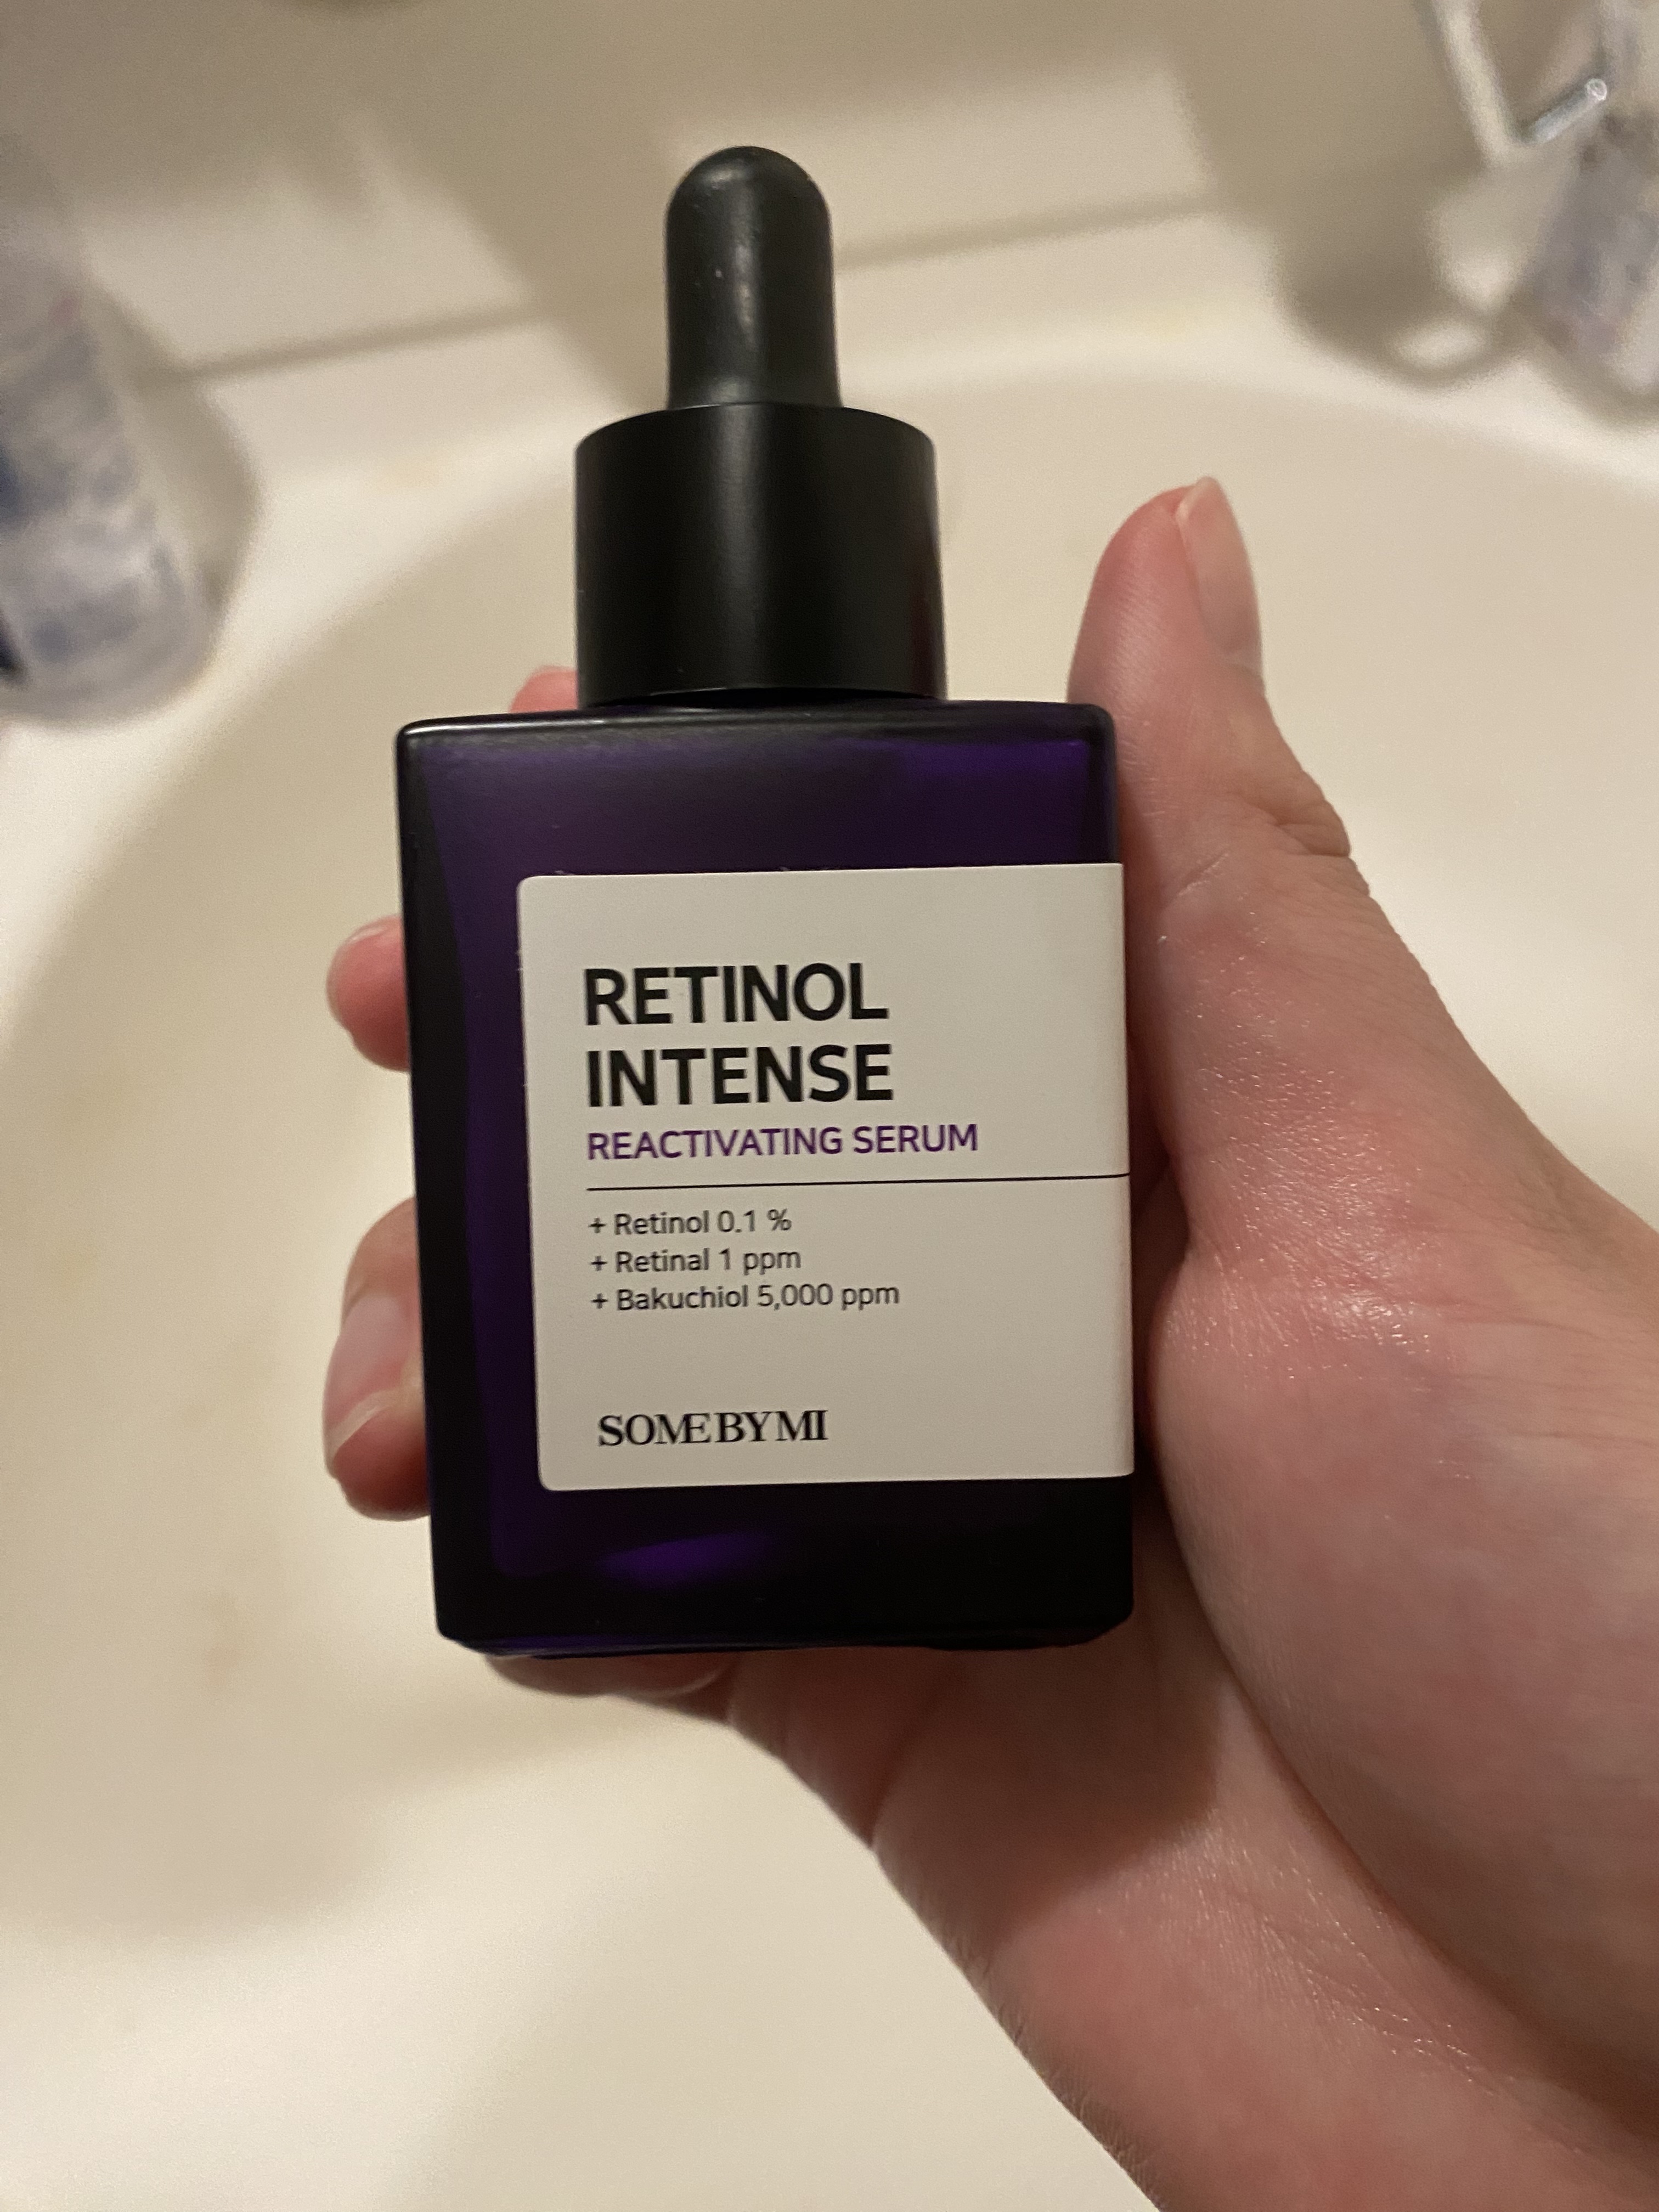 RETINOL
INTENSE
REACTIVATING SERUM
+ Retinol 0.1 %
+ Retinal 1 ppm
+ Bakuchiol 5,000 ppm
SOME BY MI